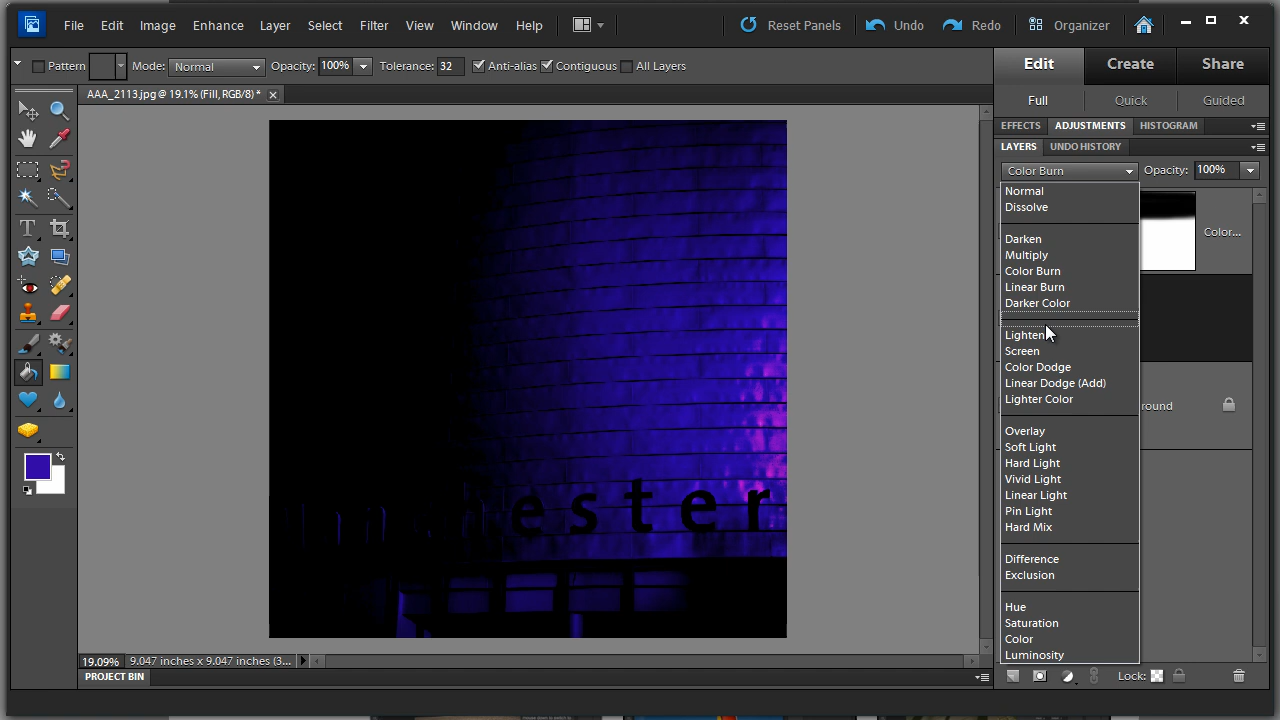 File Edit Image Enhance Layer Select Filter View Window Help Reset Panels Undo Redo Organizer
Pattern Mode: Normal Opacity: 100% Tolerance: 32 Anti-alias Contiguous All Layers
Edit Create Share
AAA_2113.jpg @ 19.1% (Fill, RGB/8) *
Full Quick Guided
EFFECTS ADJUSTMENTS HISTOGRAM
LAYERS UNDO HISTORY
Color Burn Opacity: 100%
Normal
Dissolve
Color...
Darken
Multiply
Color Burn
Linear Burn
Darker Color
Lighten
Screen
Color Dodge
Linear Dodge (Add)
Lighter Color
round
Overlay
Soft Light
Hard Light
Vivid Light
Linear Light
Pin Light
Hard Mix
Difference
Exclusion
Hue
Saturation
Color
Luminosity
ester
19.09% 9.047 inches x 9.047 inches (3...
Lock:
PROJECT BIN